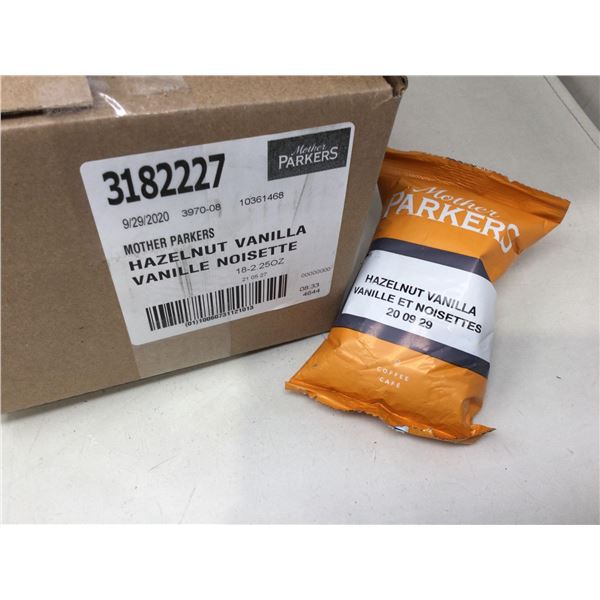 Mother
PARKERS
3182227
9/29/2020 3970-08 10361468
MOTHER PARKERS
HAZELNUT VANILLA
VANILLE NOISETTE
18-2.25OZ
21 05 27
00000000
08:33
4644
(01)10060731121513
Mother
PARKERS
HAZELNUT VANILLA
VANILLE ET NOISETTES
20 09 29
COFFEE
CAFÉ